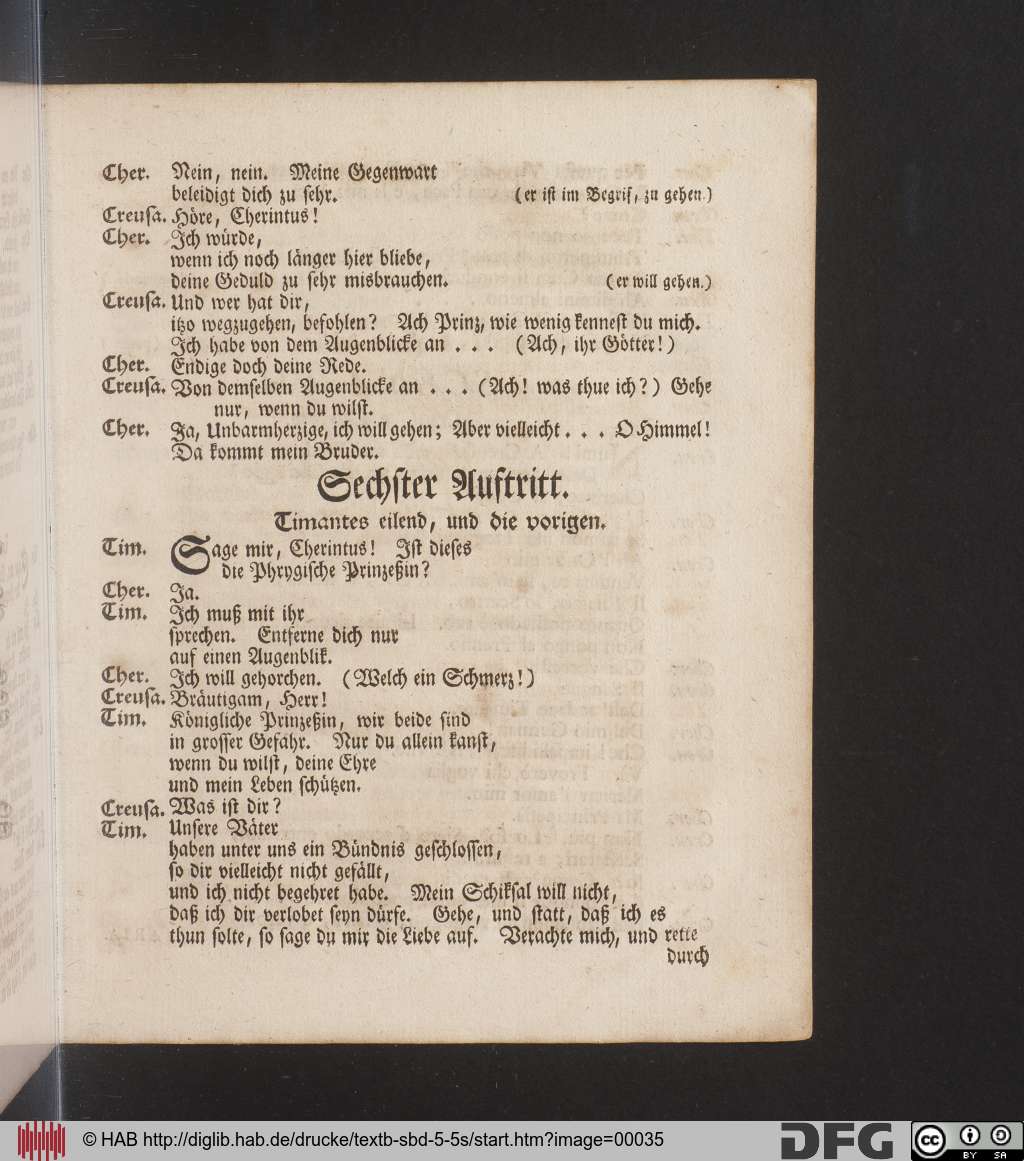 Cher. Nein, nein. Meine Gegenwart
beleidigt dich zu sehr. (er ist im Begrif, zu gehen.)
Creusa. Höre, Cherintus!
Cher. Ich würde,
wenn ich noch länger hier bliebe,
deine Geduld zu sehr misbrauchen. (er will gehen.)
Creusa. Und wer hat dir,
itzo wegzugehen, befohlen? Ach Prinz, wie wenig kennest du mich.
Ich habe von dem Augenblicke an . . . (Ach, ihr Götter!)
Cher. Endige doch deine Rede.
Creusa. Von demselben Augenblicke an . . . (Ach! was thue ich?) Gehe
nur, wenn du wilst.
Cher. Ja, Unbarmherzige, ich will gehen; Aber vielleicht . . . O Himmel!
Da kommt mein Bruder.
Sechster Auftritt.
Timantes eilend, und die vorigen.
Tim. Sage mir, Cherintus! Ist dieses
die Phrygische Prinzeßin?
Cher. Ja.
Tim. Ich muß mit ihr
sprechen. Entferne dich nur
auf einen Augenblik.
Cher. Ich will gehorchen. (Welch ein Schmerz!)
Creusa. Bräutigam, Herr!
Tim. Königliche Prinzeßin, wir beide sind
in grosser Gefahr. Nur du allein kanst,
wenn du wilst, deine Ehre
und mein Leben schützen.
Creusa. Was ist dir?
Tim. Unsere Väter
haben unter uns ein Bündnis geschlossen,
so dir vielleicht nicht gefällt,
und ich nicht begehret habe. Mein Schiksal will nicht,
daß ich dir verlobet seyn dürfe. Gehe, und statt, daß ich es
thun solte, so sage du mir die Liebe auf. Verachte mich, und rette
durch
© HAB http://diglib.hab.de/drucke/textb-sbd-5-5s/start.htm?image=00035
DFG
cc BY SA